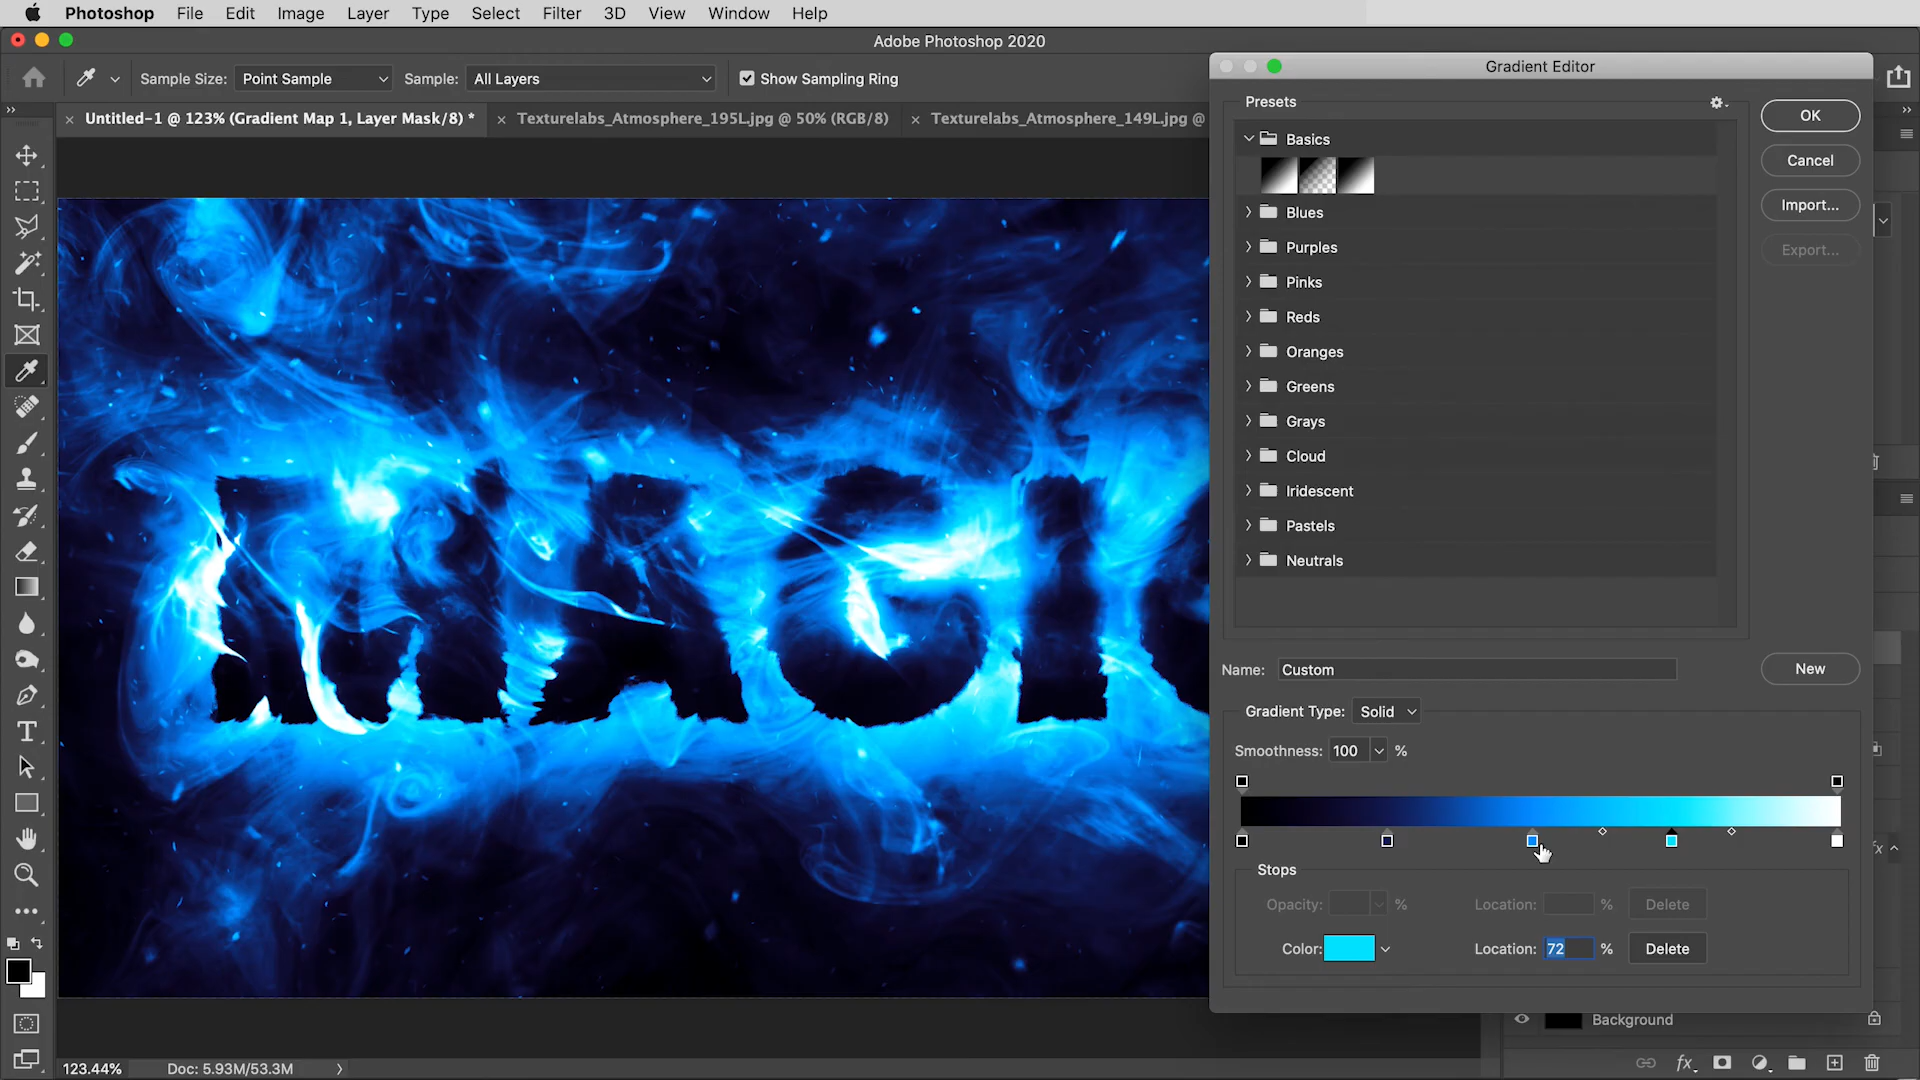 Photoshop File Edit Image Layer Type Select Filter 3D View Window Help
Adobe Photoshop 2020
Sample Size: Point Sample Sample: All Layers Show Sampling Ring
Untitled-1 @ 123% (Gradient Map 1, Layer Mask/8) * Texturelabs_Atmosphere_195L.jpg @ 50% (RGB/8) Texturelabs_Atmosphere_149L.jpg @
Gradient Editor
Presets
OK
Basics
Cancel
Import...
Blues
Purples
Export...
Pinks
Reds
Oranges
Greens
Grays
Cloud
Iridescent
Pastels
Neutrals
Name: Custom
New
Gradient Type: Solid
Smoothness: 100 %
Stops
Opacity: % Location: % Delete
Color: Location: 72 % Delete
fx
Background
123.44% Doc: 5.93M/53.3M
fx